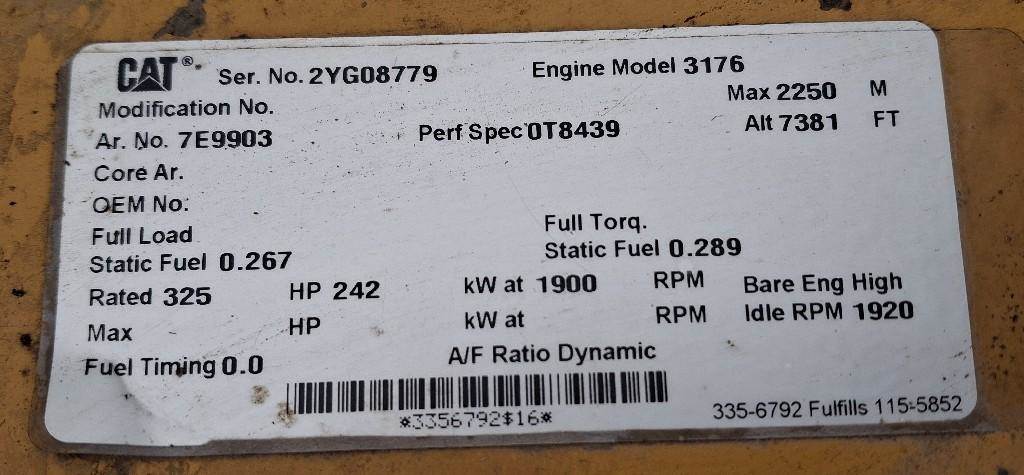 CAT® Ser. No. 2YG08779 Engine Model 3176
Modification No. Max 2250 M
Ar. No. 7E9903 Perf Spec 0T8439 Alt 7381 FT
Core Ar.
OEM No.
Full Load Full Torq.
Static Fuel 0.267 Static Fuel 0.289
Rated 325 HP 242 kW at 1900 RPM Bare Eng High
Max HP kW at RPM Idle RPM 1920
Fuel Timing 0.0 A/F Ratio Dynamic
*3356792$16*
335-6792 Fulfills 115-5852